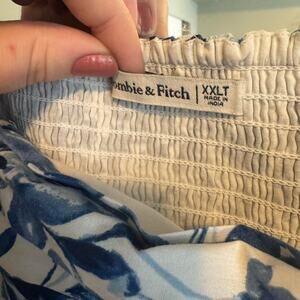 ombie & Fitch
XXLT
MADE IN
INDIA